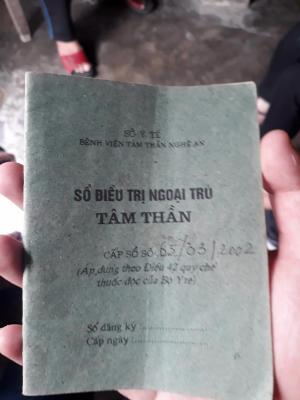 SỞ Y TẾ
BỆNH VIỆN TÂM THẦN NGHỆ AN
SỔ ĐIỀU TRỊ NGOẠI TRÚ
TÂM THẦN
CẤP SỔ SỐ 65/33/2002
(Áp dụng theo Điều 42 quy chế
thuốc độc của Bộ Y tế)
Số đăng ký
Cấp ngày